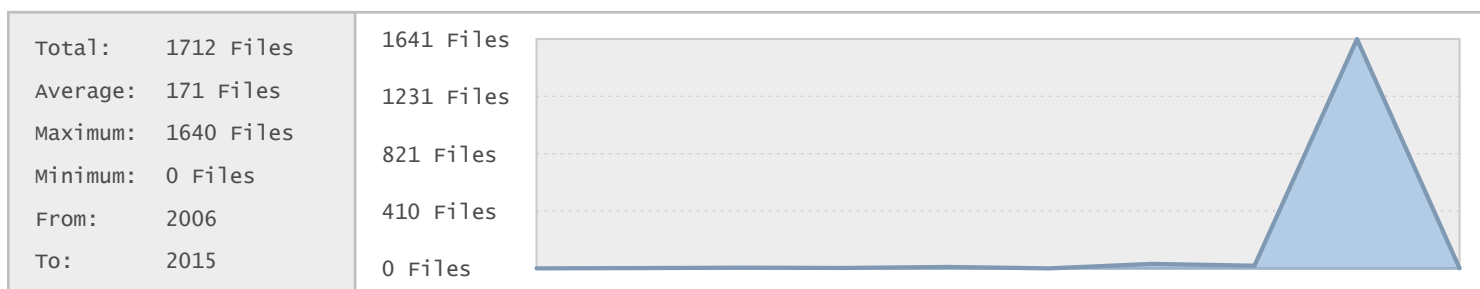 Total: 1712 Files
Average: 171 Files
Maximum: 1640 Files
Minimum: 0 Files
From: 2006
To: 2015
1641 Files
1231 Files
821 Files
410 Files
0 Files